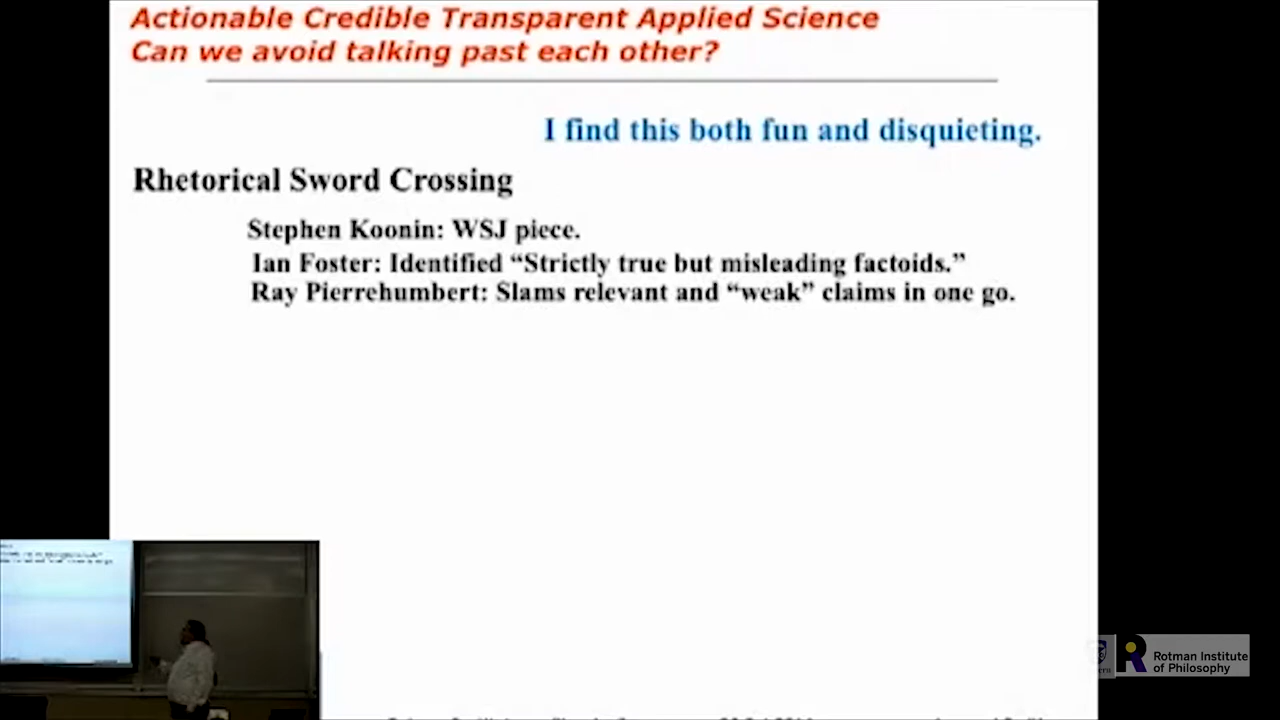 Actionable Credible Transparent Applied Science
Can we avoid talking past each other?
I find this both fun and disquieting.
Rhetorical Sword Crossing
Stephen Koonin: WSJ piece.
Ian Foster: Identified “Strictly true but misleading factoids.”
Ray Pierrehumbert: Slams relevant and “weak” claims in one go.
Rotman Institute
of Philosophy